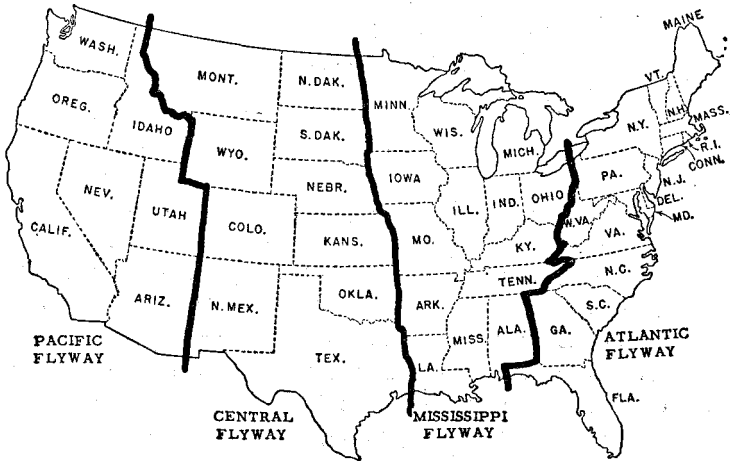 MAINE
WASH.
VT.
MONT.
N.DAK.
MINN.
N.H.
OREG.
MASS.
IDAHO
WIS.
N.Y.
S.DAK.
MICH.
R.I.
WYO.
CONN.
PA.
IOWA
NEBR.
N.J.
NEV.
OHIO
DEL.
UTAH
ILL.
IND.
MD.
W.VA.
CALIF.
COLO.
VA.
KANS.
MO.
KY.
N.C.
TENN.
OKLA.
ARIZ.
N.MEX.
ARK.
S.C.
MISS.
ALA.
GA.
PACIFIC
FLYWAY
ATLANTIC
FLYWAY
TEX.
LA.
FLA.
CENTRAL
FLYWAY
MISSISSIPPI
FLYWAY